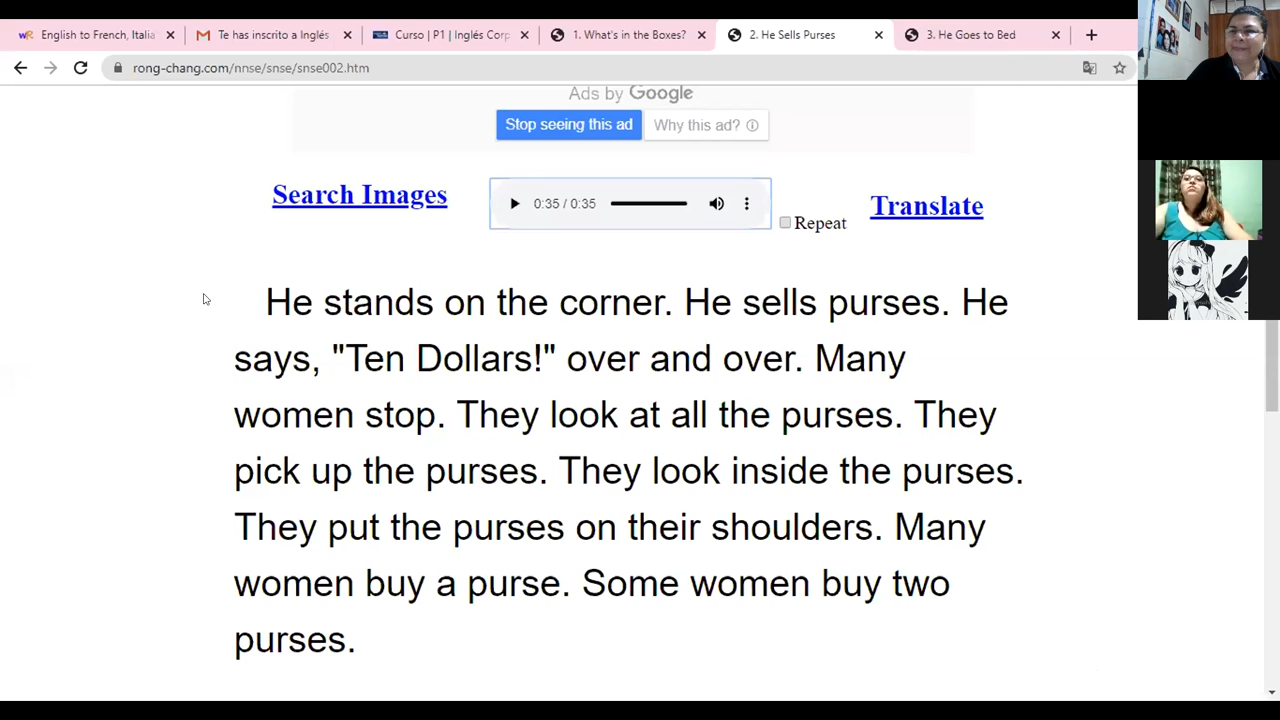 English to French, Italia
Te has inscrito a Inglés
Curso | P1 | Inglés Corp
1. What's in the Boxes?
2. He Sells Purses
3. He Goes to Bed
rong-chang.com/nnse/snse/snse002.htm
Ads by Google
Stop seeing this ad
Why this ad?
Search Images
0:35 / 0:35
Repeat
Translate
He stands on the corner. He sells purses. He
says, "Ten Dollars!" over and over. Many
women stop. They look at all the purses. They
pick up the purses. They look inside the purses.
They put the purses on their shoulders. Many
women buy a purse. Some women buy two
purses.